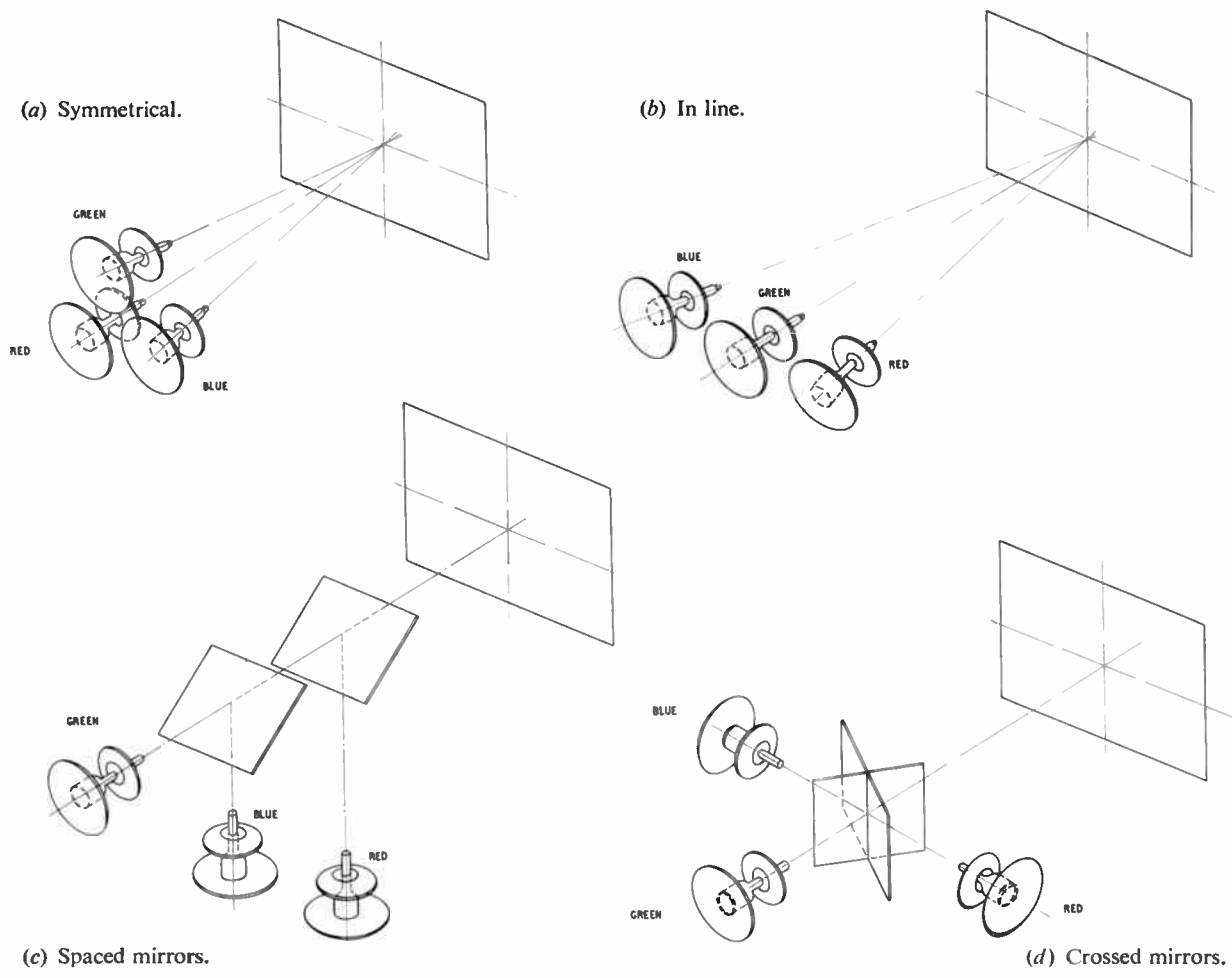 (a) Symmetrical.
GREEN
RED
BLUE
(b) In line.
BLUE
GREEN
RED
GREEN
BLUE
RED
(c) Spaced mirrors.
BLUE
GREEN
RED
(d) Crossed mirrors.